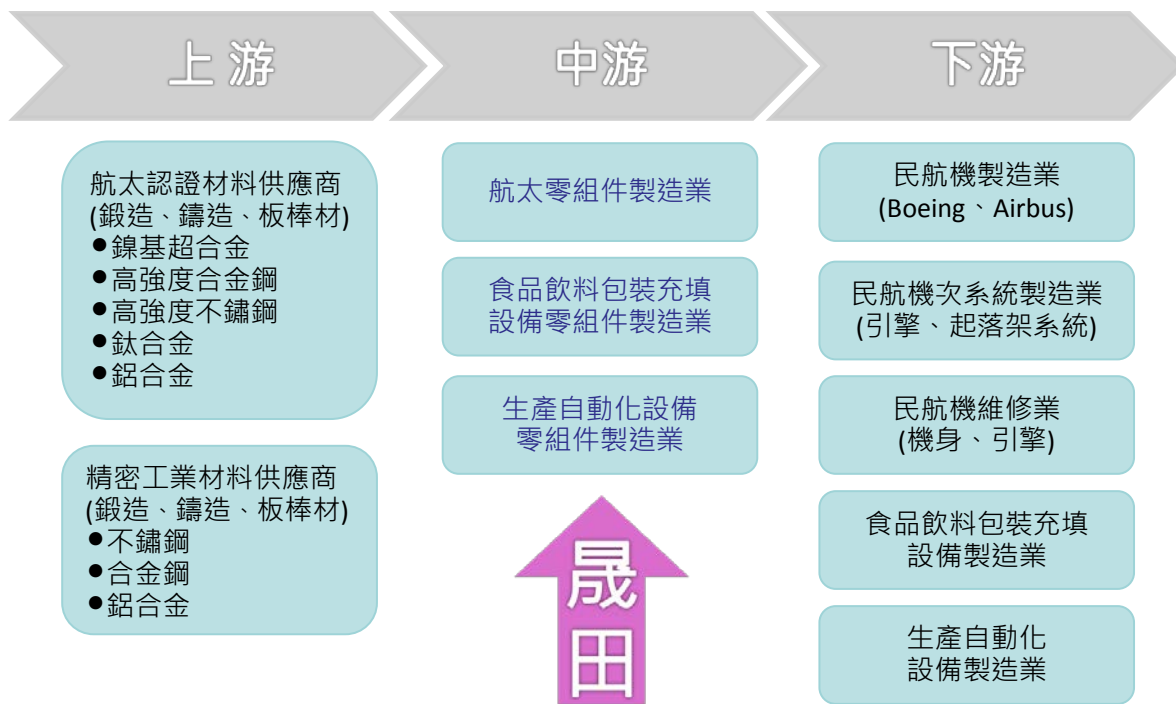 上游
中游
下游
航太認證材料供應商
(鍛造、鑄造、板棒材)
●鎳基超合金
●高強度合金鋼
●高強度不鏽鋼
●鈦合金
●鋁合金
精密工業材料供應商
(鍛造、鑄造、板棒材)
●不鏽鋼
●合金鋼
●鋁合金
航太零組件製造業
食品飲料包裝充填
設備零組件製造業
生產自動化設備
零組件製造業
晟
田
民航機製造業
(Boeing、Airbus)
民航機次系統製造業
(引擎、起落架系統)
民航機維修業
(機身、引擎)
食品飲料包裝充填
設備製造業
生產自動化
設備製造業